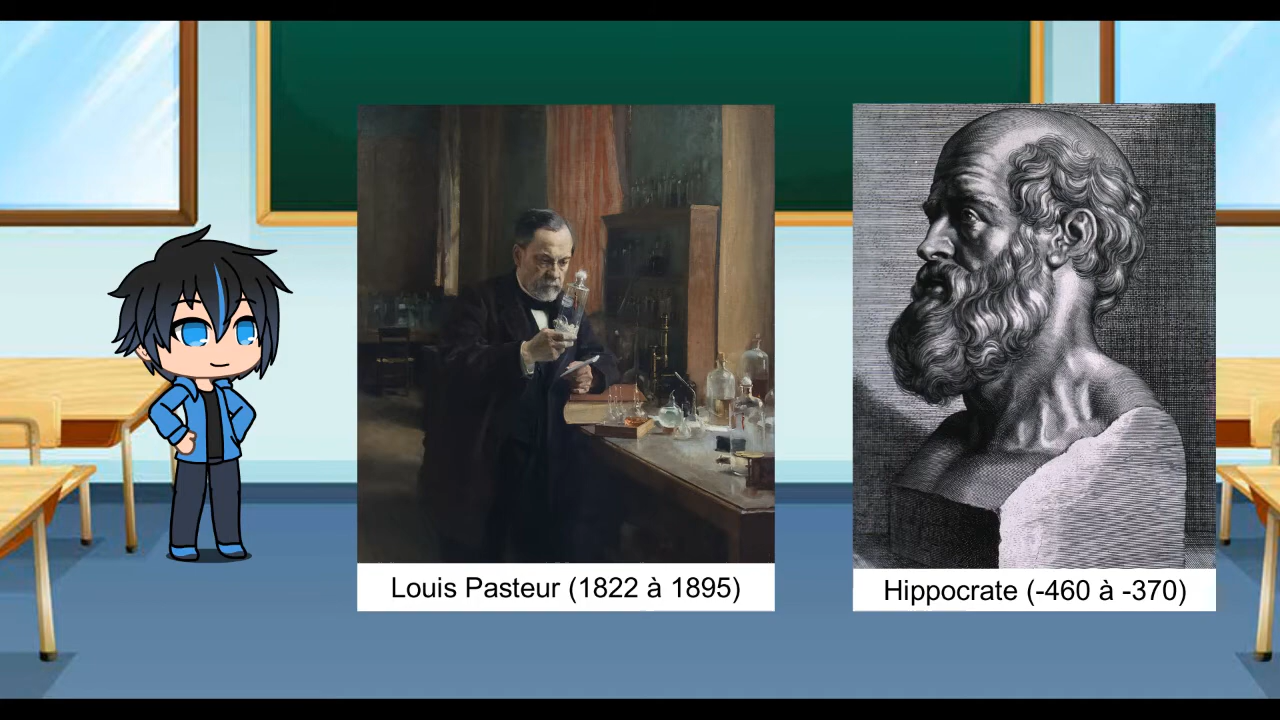 Louis Pasteur (1822 à 1895)
Hippocrate (-460 à -370)